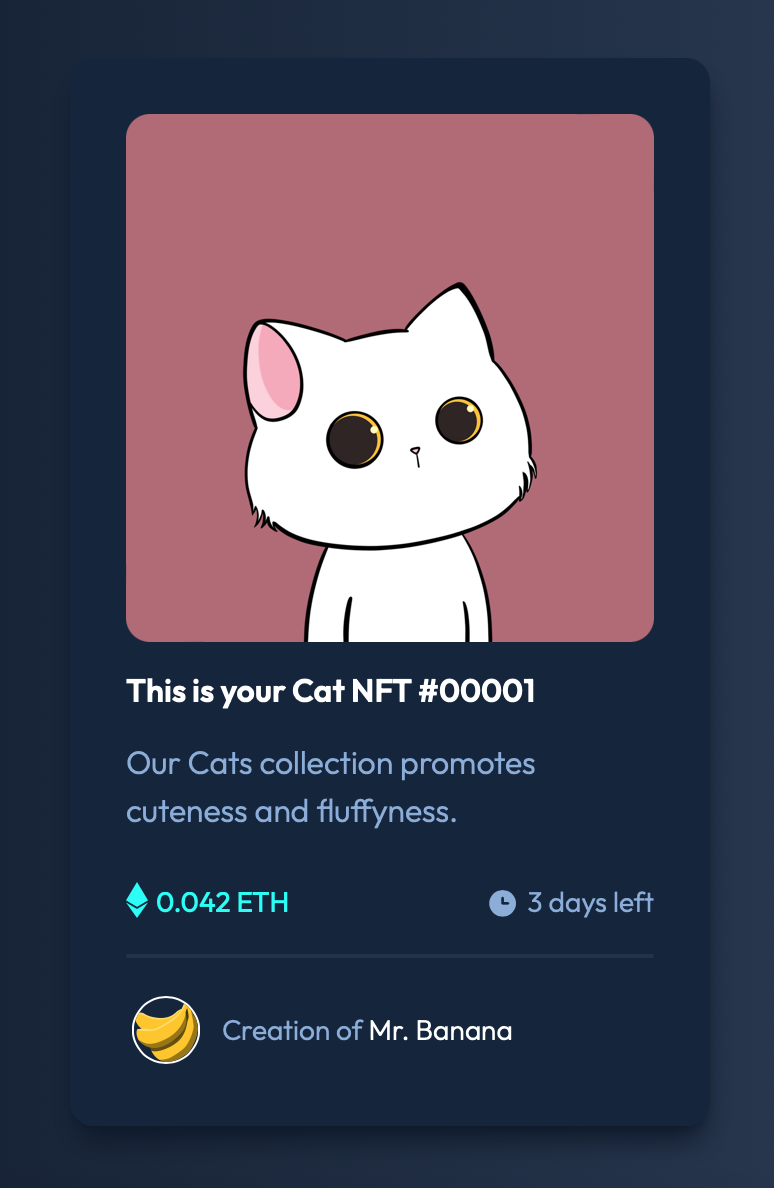 This is your Cat NFT #00001
Our Cats collection promotes
cuteness and fluffyness.
0.042 ETH
3 days left
Creation of Mr. Banana